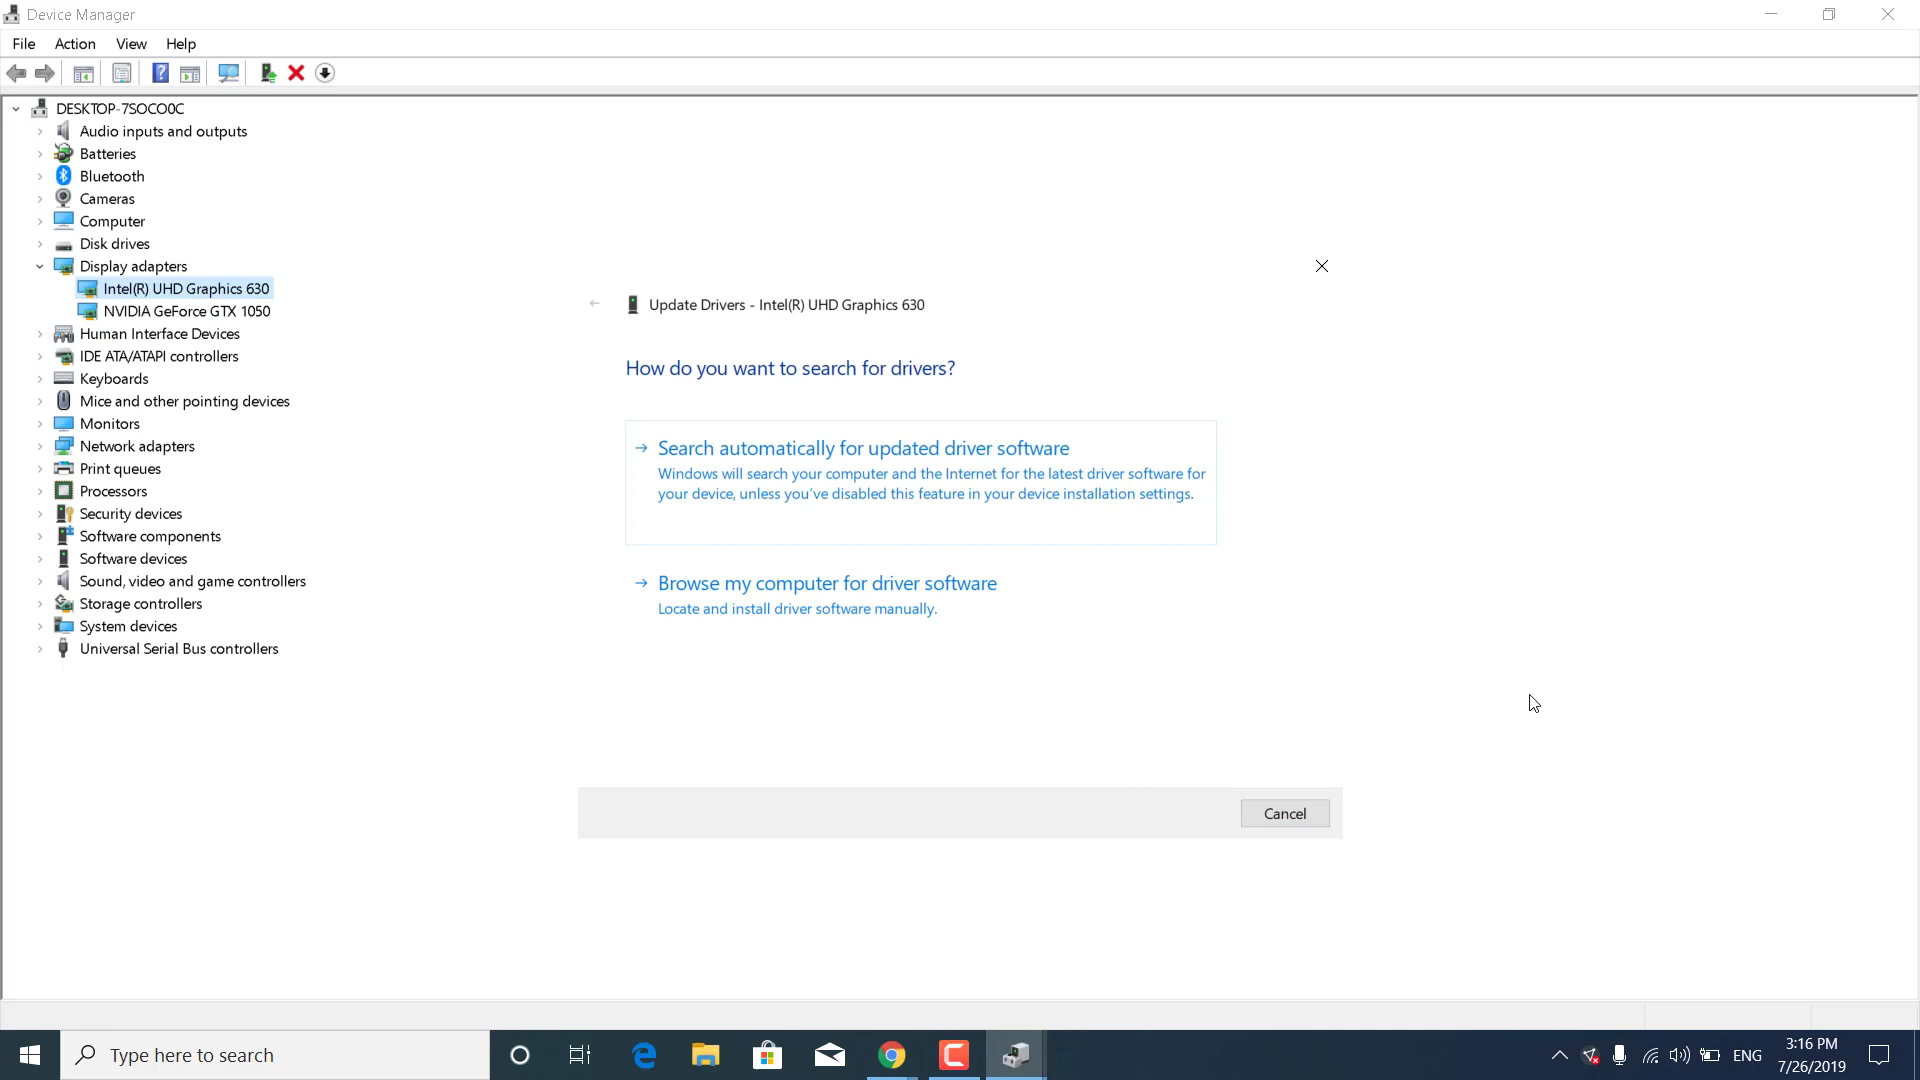 Device Manager
File Action View Help
DESKTOP-7SOCO0C
Audio inputs and outputs
Batteries
Bluetooth
Cameras
Computer
Disk drives
Display adapters
Intel(R) UHD Graphics 630
NVIDIA GeForce GTX 1050
Human Interface Devices
IDE ATA/ATAPI controllers
Keyboards
Mice and other pointing devices
Monitors
Network adapters
Print queues
Processors
Security devices
Software components
Software devices
Sound, video and game controllers
Storage controllers
System devices
Universal Serial Bus controllers
Update Drivers - Intel(R) UHD Graphics 630
How do you want to search for drivers?
Search automatically for updated driver software
Windows will search your computer and the Internet for the latest driver software for
your device, unless you've disabled this feature in your device installation settings.
Browse my computer for driver software
Locate and install driver software manually.
Cancel
Type here to search
ENG
3:16 PM
7/26/2019